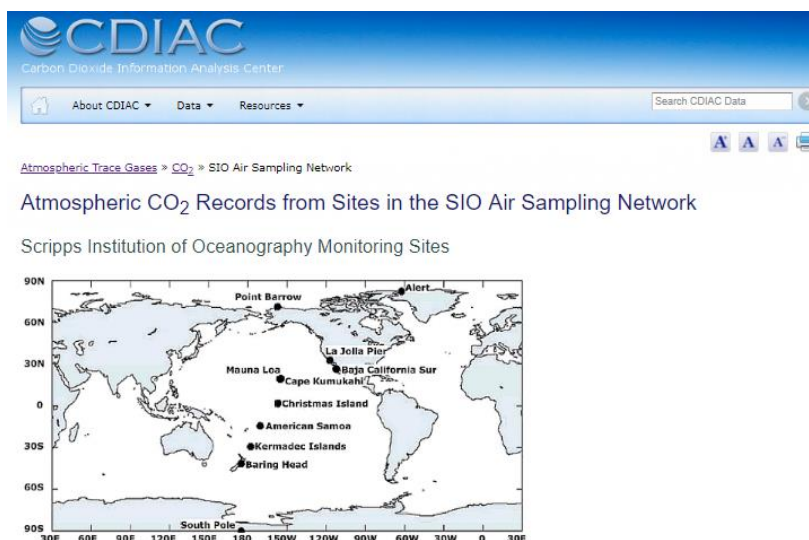 CDIAC
Carbon Dioxide Information Analysis Center
About CDIAC Data Resources Search CDIAC Data
A A A
Atmospheric Trace Gases » CO2 » SIO Air Sampling Network
Atmospheric CO2 Records from Sites in the SIO Air Sampling Network
Scripps Institution of Oceanography Monitoring Sites
90N
Alert
Point Barrow
60N
La Jolla Pier
30N
Mauna Loa
Baja California Sur
Cape Kumukahi
0
Christmas Island
American Samoa
30S
Kermadec Islands
Baring Head
60S
South Pole
90S
30E 60E 90E 120E 150E 180 150W 120W 90W 60W 30W 0 30E